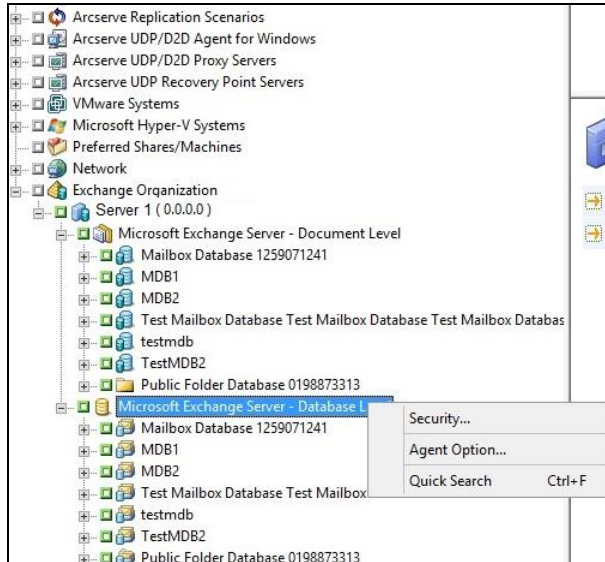 Arcserve Replication Scenarios
Arcserve UDP/D2D Agent for Windows
Arcserve UDP/D2D Proxy Servers
Arcserve UDP Recovery Point Servers
VMware Systems
Microsoft Hyper-V Systems
Preferred Shares/Machines
Network
Exchange Organization
Server 1 ( 0.0.0.0 )
Microsoft Exchange Server - Document Level
Mailbox Database 1259071241
MDB1
MDB2
Test Mailbox Database Test Mailbox Database Test Mailbox Databas
testmdb
TestMDB2
Public Folder Database 0198873313
Microsoft Exchange Server - Database L
Security...
Mailbox Database 1259071241
MDB1
Agent Option...
MDB2
Quick Search Ctrl+F
Test Mailbox Database Test Mailbox
testmdb
TestMDB2
Public Folder Database 0198873313